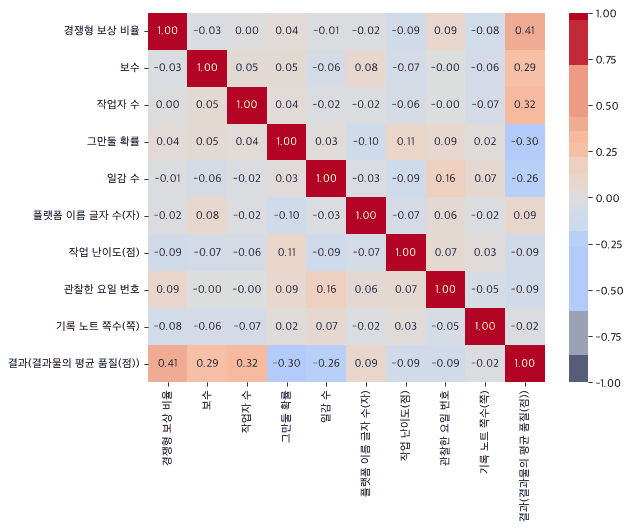 경쟁형 보상 비율 1.00 -0.03 0.00 0.04 -0.01 -0.02 -0.09 0.09 -0.08 0.41
보수 -0.03 1.00 0.05 0.05 -0.06 0.08 -0.07 -0.00 -0.06 0.29
작업자 수 0.00 0.05 1.00 0.04 -0.02 -0.02 -0.06 -0.00 -0.07 0.32
그만둘 확률 0.04 0.05 0.04 1.00 0.03 -0.10 0.11 0.09 0.02 -0.30
일감 수 -0.01 -0.06 -0.02 0.03 1.00 -0.03 -0.09 0.16 0.07 -0.26
플랫폼 이름 글자 수(자) -0.02 0.08 -0.02 -0.10 -0.03 1.00 -0.07 0.06 -0.02 0.09
작업 난이도(점) -0.09 -0.07 -0.06 0.11 -0.09 -0.07 1.00 0.07 0.03 -0.09
관찰한 요일 번호 0.09 -0.00 -0.00 0.09 0.16 0.06 0.07 1.00 -0.05 -0.09
기록 노트 쪽수(쪽) -0.08 -0.06 -0.07 0.02 0.07 -0.02 0.03 -0.05 1.00 -0.02
결과(결과물의 평균 품질(점)) 0.41 0.29 0.32 -0.30 -0.26 0.09 -0.09 -0.09 -0.02 1.00
경쟁형 보상 비율
보수
작업자 수
그만둘 확률
일감 수
플랫폼 이름 글자 수(자)
작업 난이도(점)
관찰한 요일 번호
기록 노트 쪽수(쪽)
결과(결과물의 평균 품질(점))
1.00
0.75
0.50
0.25
0.00
-0.25
-0.50
-0.75
-1.00